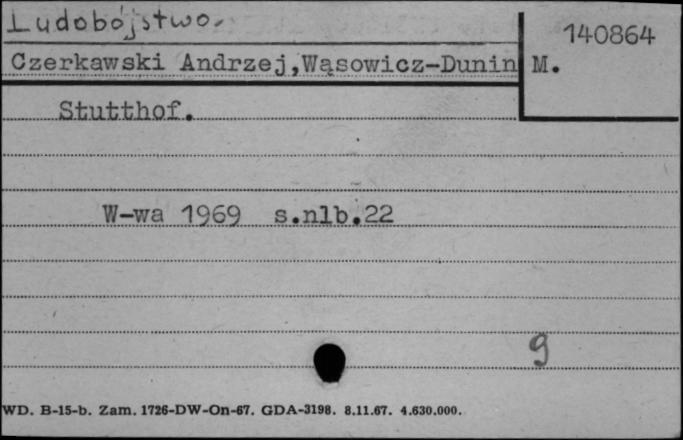 Ludobójstwo.
140864
Czerkawski Andrzej,Wąsowicz-Dunin M.
Stutthof.
W-wa 1969 s.nlb.22
9
WD. B-15-b. Zam. 1726-DW-On-67. GDA-3198. 8.11.67. 4.630.000.